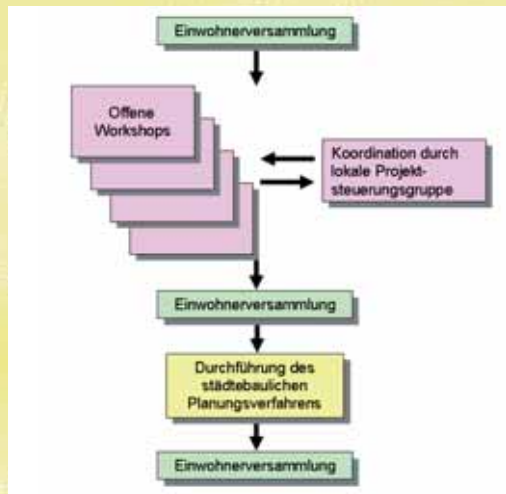 Einwohnerversammlung
Offene
Workshops
Koordination durch
lokale Projekt-
steuerungsgruppe
Einwohnerversammlung
Durchführung des
städtebaulichen
Planungsverfahrens
Einwohnerversammlung